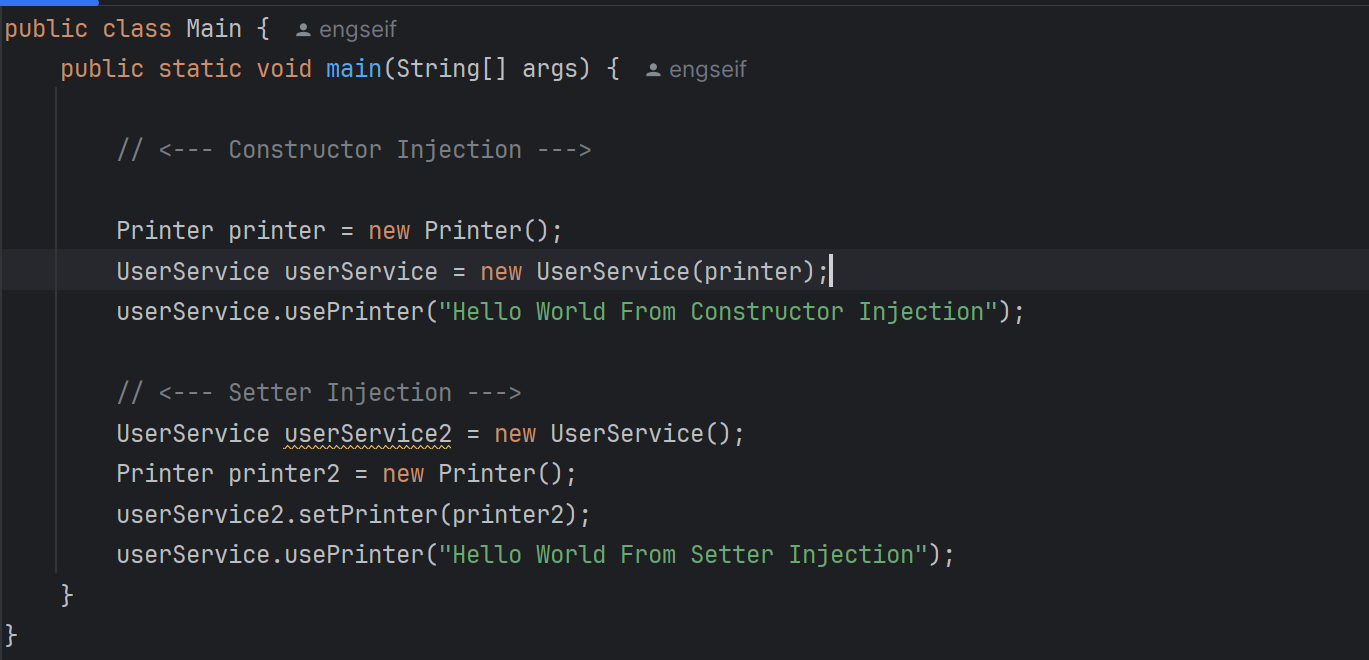 public class Main { engseif
public static void main(String[] args) { engseif
// <--- Constructor Injection --->
Printer printer = new Printer();
UserService userService = new UserService(printer);
userService.usePrinter("Hello World From Constructor Injection");
// <--- Setter Injection --->
UserService userService2 = new UserService();
Printer printer2 = new Printer();
userService2.setPrinter(printer2);
userService.usePrinter("Hello World From Setter Injection");
}
}